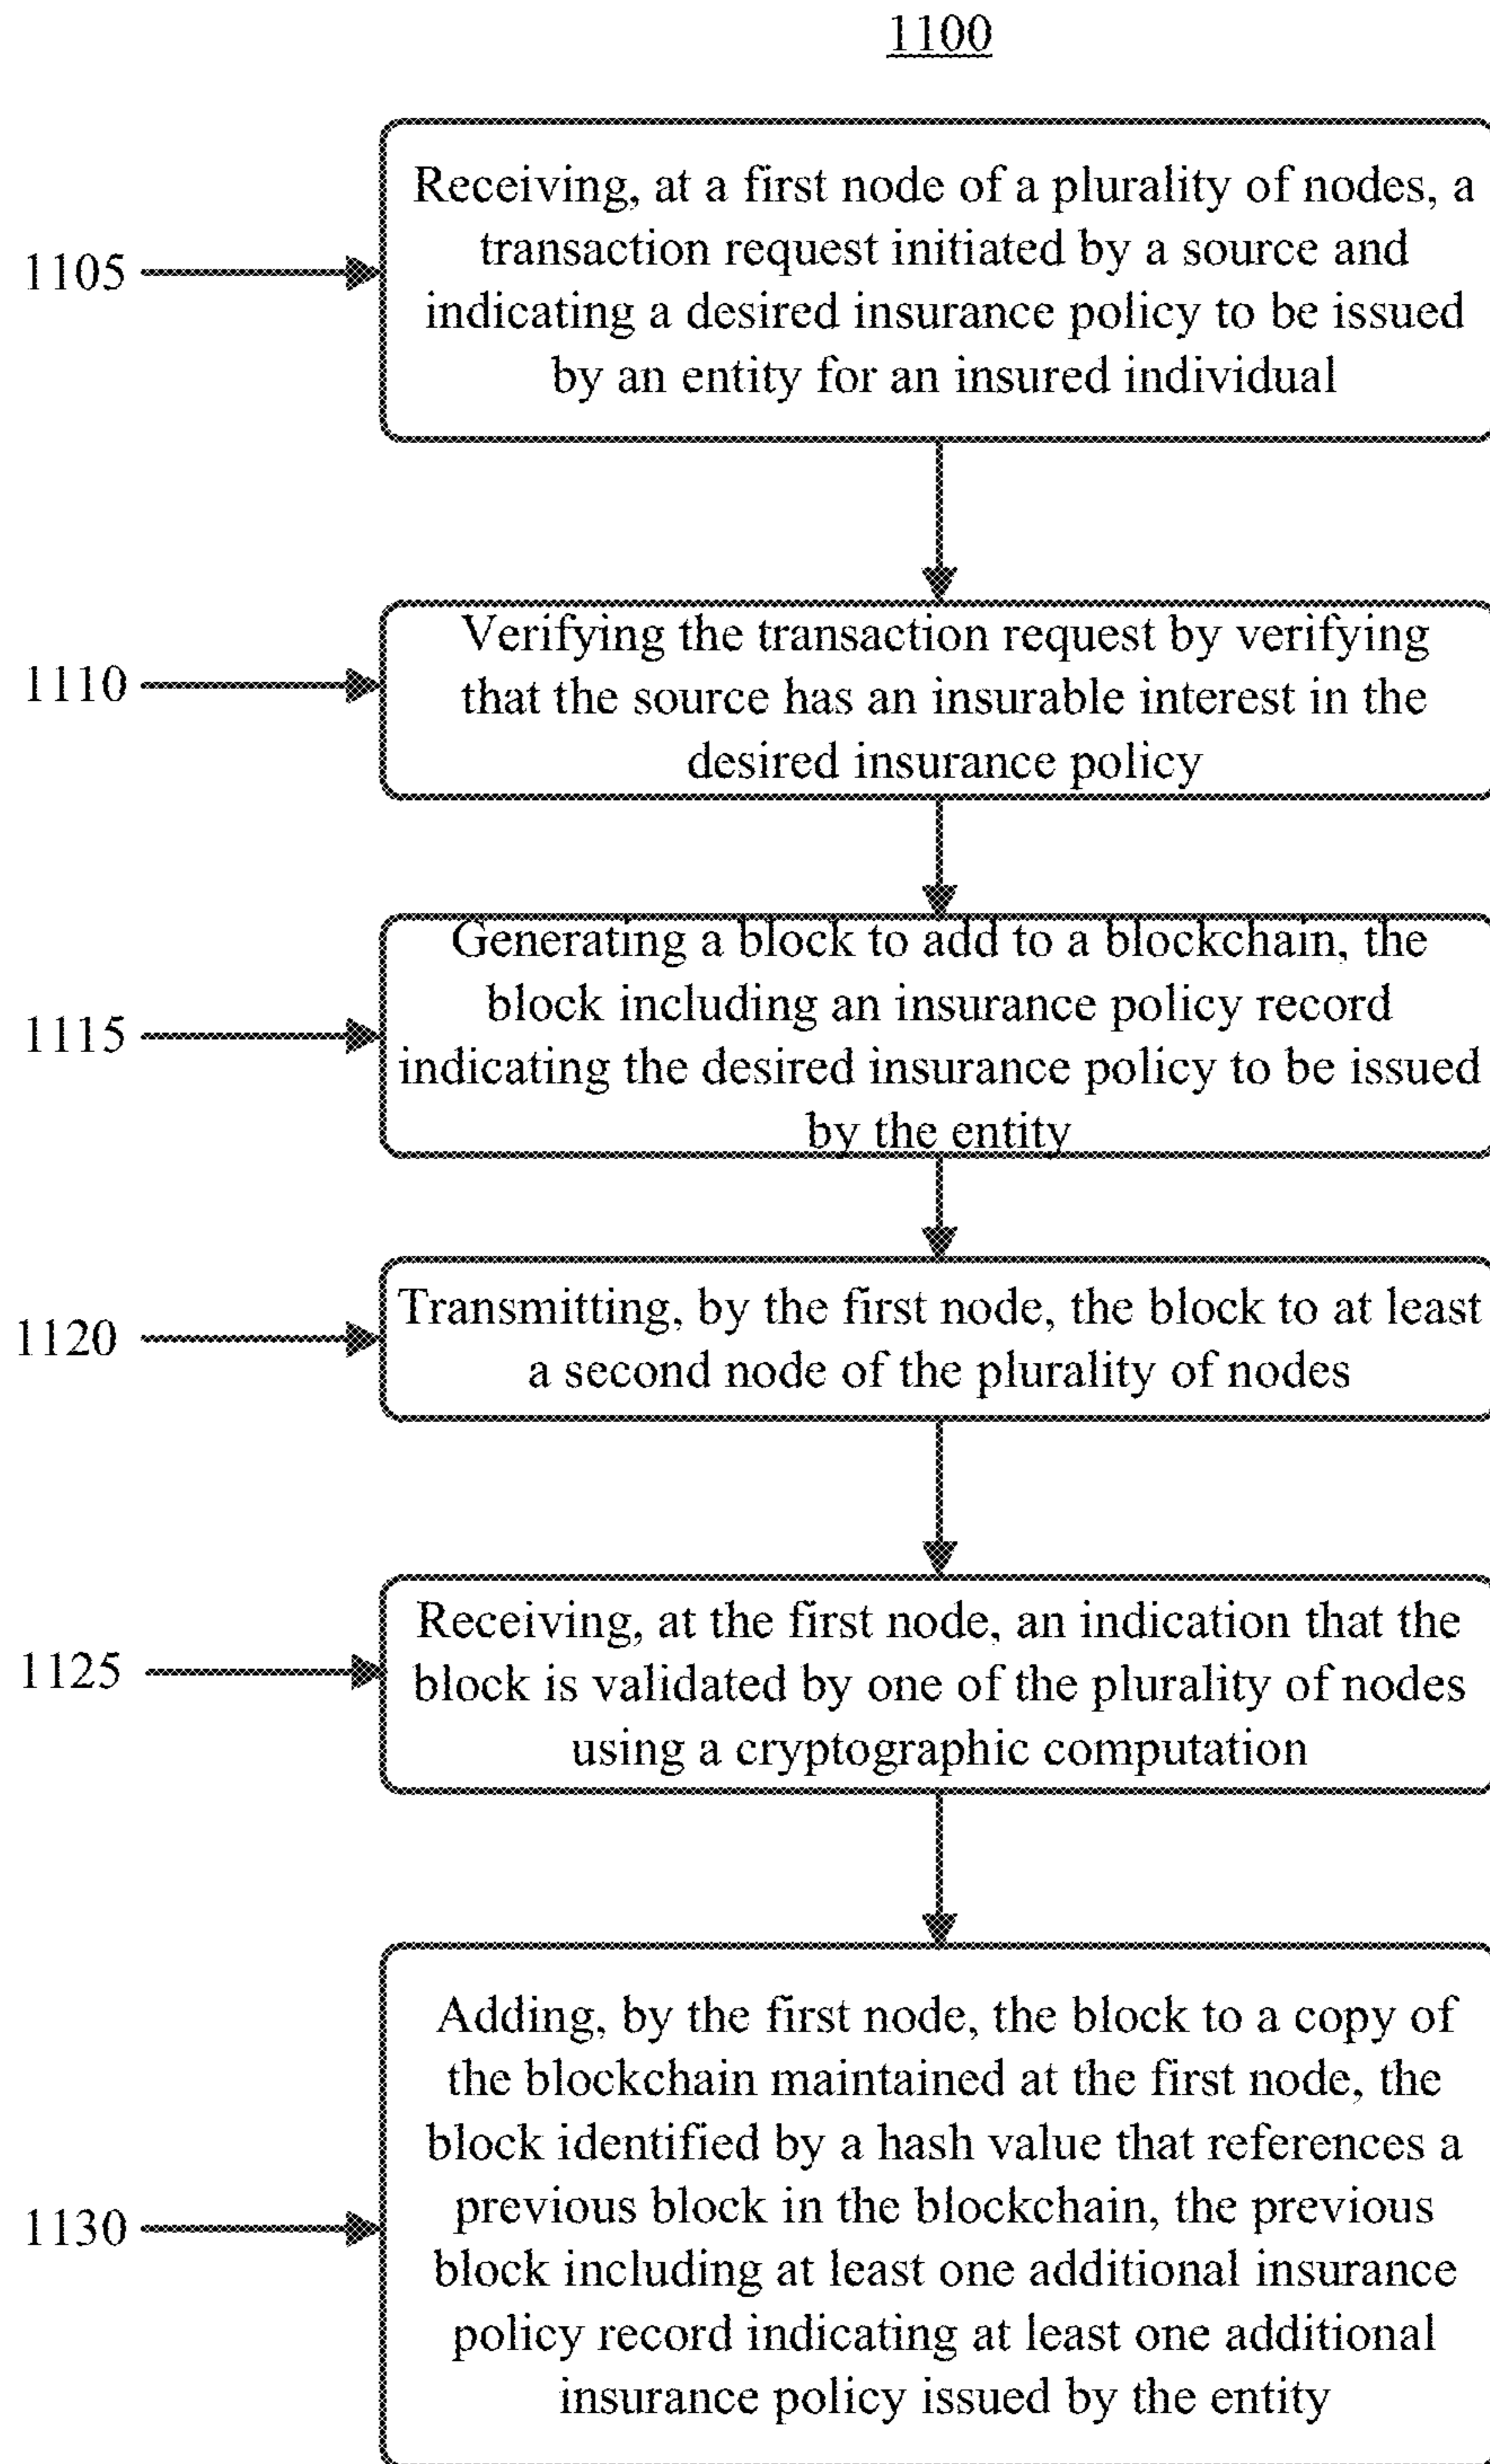 1100
1105
Receiving, at a first node of a plurality of nodes, a
transaction request initiated by a source and
indicating a desired insurance policy to be issued
by an entity for an insured individual
1110
Verifying the transaction request by verifying
that the source has an insurable interest in the
desired insurance policy
1115
Generating a block to add to a blockchain, the
block including an insurance policy record
indicating the desired insurance policy to be issued
by the entity
1120
Transmitting, by the first node, the block to at least
a second node of the plurality of nodes
1125
Receiving, at the first node, an indication that the
block is validated by one of the plurality of nodes
using a cryptographic computation
1130
Adding, by the first node, the block to a copy of
the blockchain maintained at the first node, the
block identified by a hash value that references a
previous block in the blockchain, the previous
block including at least one additional insurance
policy record indicating at least one additional
insurance policy issued by the entity